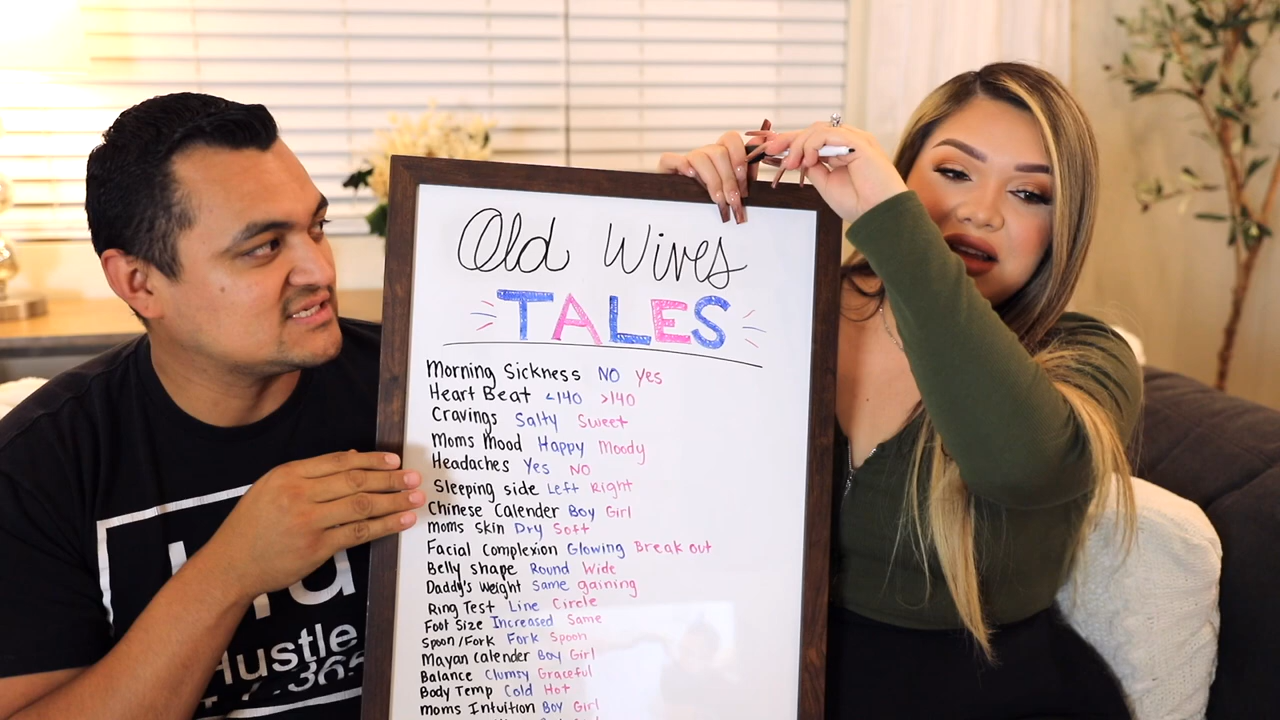 Old Wives
TALES
Morning Sickness NO Yes
Heart Beat <140 >140
Cravings Salty Sweet
Moms Mood Happy Moody
Headaches Yes NO
Sleeping side Left Right
Chinese Calender Boy Girl
Moms skin Dry Soft
Facial Complexion Glowing Break out
Belly shape Round Wide
Daddy's weight Same gaining
Ring Test Line Circle
Foot Size Increased Same
Spoon/Fork Fork Spoon
Mayan Calender Boy Girl
Balance Clumsy Graceful
Body Temp Cold Hot
Moms Intuition Boy Girl
Hustle